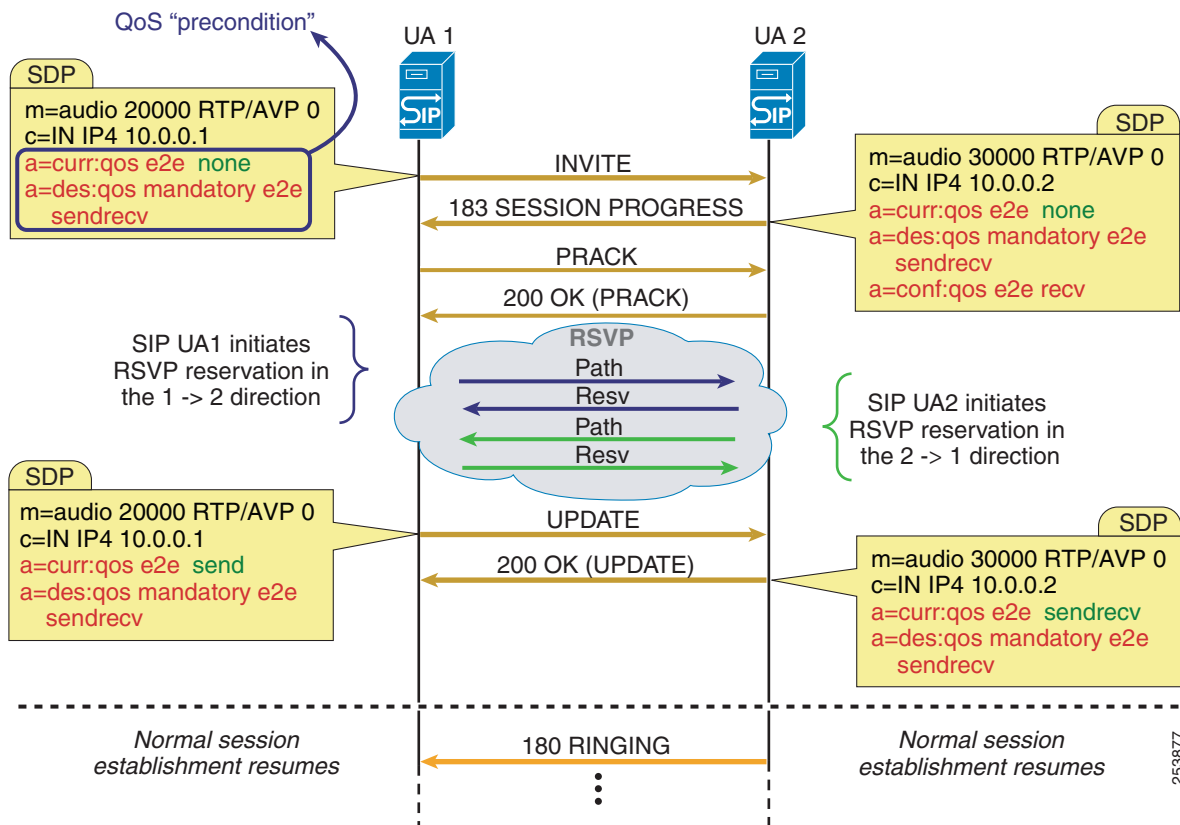 QoS “precondition”
UA 1
UA 2
SDP
m=audio 20000 RTP/AVP 0
c=IN IP4 10.0.0.1
a=curr:qos e2e none
a=des:qos mandatory e2e
sendrecv
SIP
SIP
SDP
m=audio 30000 RTP/AVP 0
c=IN IP4 10.0.0.2
a=curr:qos e2e none
a=des:qos mandatory e2e
sendrecv
a=conf:qos e2e recv
INVITE
183 SESSION PROGRESS
PRACK
200 OK (PRACK)
SIP UA1 initiates
RSVP reservation in
the 1 -> 2 direction
RSVP
Path
Resv
Path
Resv
SIP UA2 initiates
RSVP reservation in
the 2 -> 1 direction
SDP
m=audio 20000 RTP/AVP 0
c=IN IP4 10.0.0.1
a=curr:qos e2e send
a=des:qos mandatory e2e
sendrecv
UPDATE
200 OK (UPDATE)
SDP
m=audio 30000 RTP/AVP 0
c=IN IP4 10.0.0.2
a=curr:qos e2e sendrecv
a=des:qos mandatory e2e
sendrecv
Normal session
establishment resumes
180 RINGING
Normal session
establishment resumes
253877